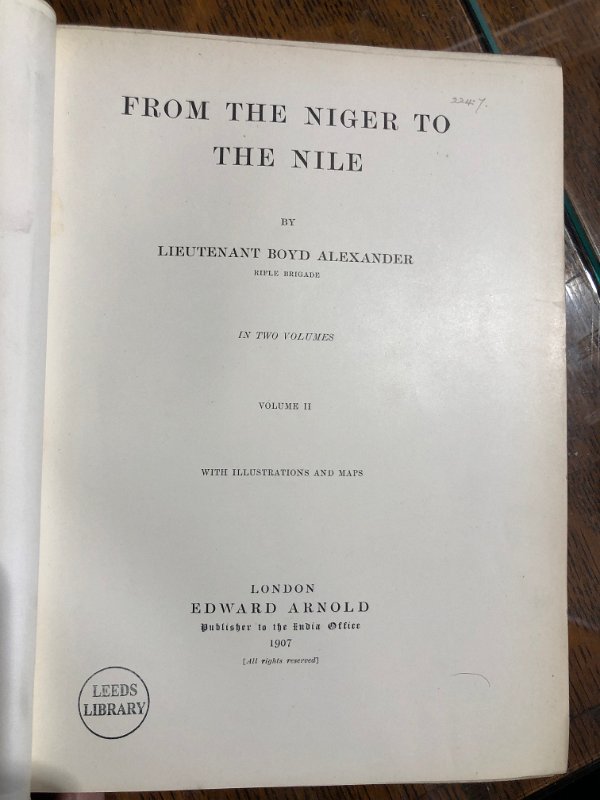 2247.
FROM THE NIGER TO
THE NILE
BY
LIEUTENANT BOYD ALEXANDER
RIFLE BRIGADE
IN TWO VOLUMES
VOLUME II
WITH ILLUSTRATIONS AND MAPS
LONDON
EDWARD ARNOLD
Publisher to the India Office
1907
[All rights reserved]
LEEDS
LIBRARY